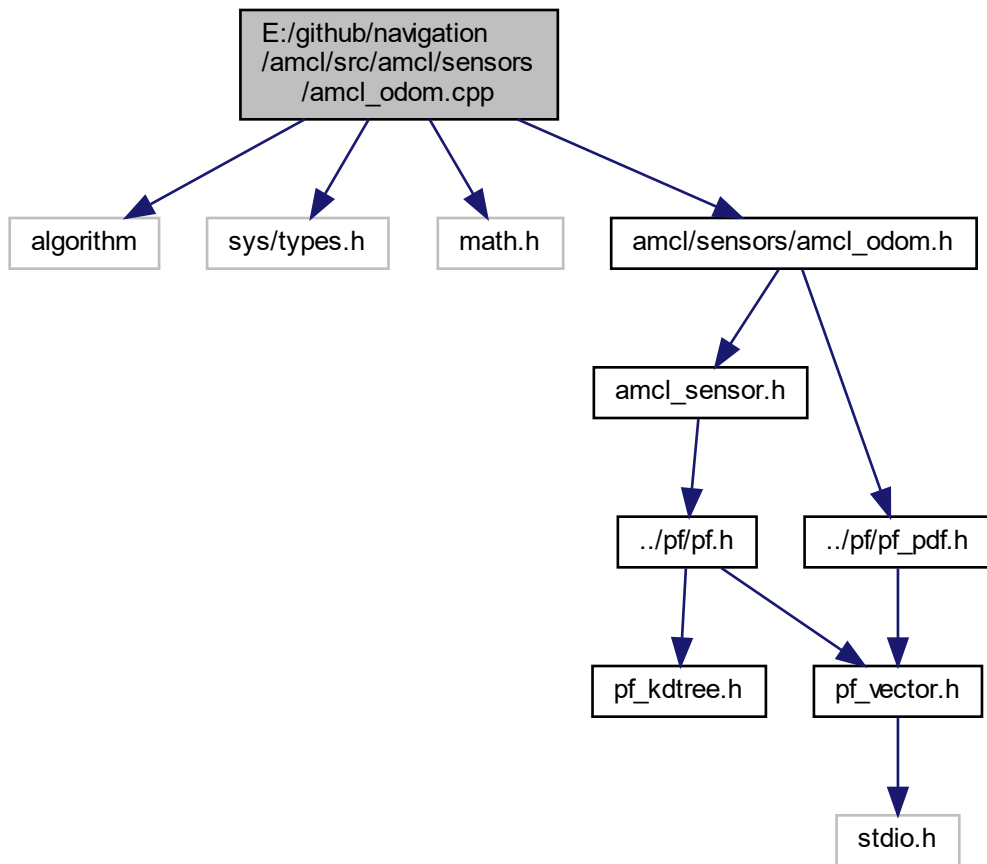 E:/github/navigation
/amcl/src/amcl/sensors
/amcl_odom.cpp
algorithm
sys/types.h
math.h
amcl/sensors/amcl_odom.h
amcl_sensor.h
../pf/pf.h
../pf/pf_pdf.h
pf_kdtree.h
pf_vector.h
stdio.h